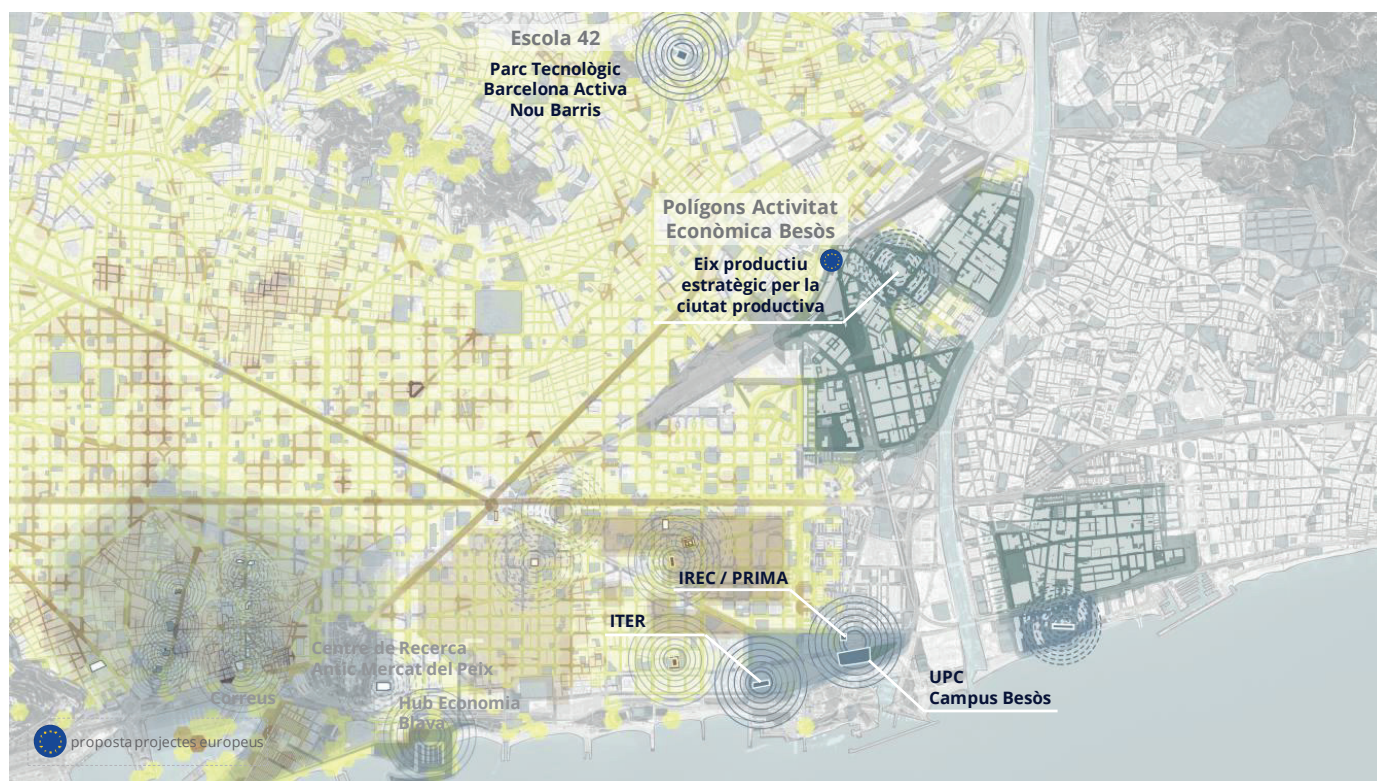 Escola 42
Parc Tecnològic
Barcelona Activa
Nou Barris
Polígons Activitat
Econòmica Besòs
Eix productiu
estratègic per la
ciutat productiva
IREC / PRIMA
ITER
Centre de Recerca
Antic Mercat del Peix
UPC
Campus Besòs
Correus
Hub Economia
Blava
proposta projectes europeus